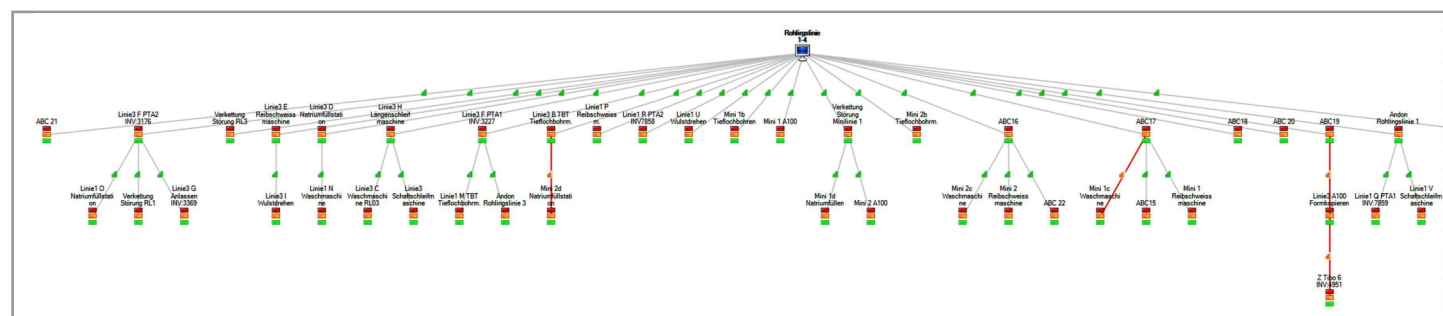 Rohlingslinie
1-4
ABC 21
Linie3 F PTA2
INV:3176
Verkettung
Störung RL3
Linie3 E
Reibschweiss
maschine
Linie3 D
Natriumfüllstati
on
Linie3 H
Längenschleif
maschine
Linie3 F PTA1
INV:3227
Linie3 B TBT
Tieflochbohrm.
Linie1 P
Reibschweiss
m.
Linie1 R PTA2
INV7858
Linie1 U
Wulstdrehen
Mini 1b
Tieflochbohren
Mini 1 A100
Verkettung
Störung
Minilinie 1
Mini 2b
Tieflochbohrm.
ABC16
ABC17
ABC18
ABC 20
ABC19
Andon
Rohlingslinie 1
Linie1 O
Natriumfüllstati
on
Verkettung
Störung RL1
Linie3 G
Anlassen
INV:3369
Linie3 I
Wulstdrehen
Linie1 N
Waschmaschine
Linie3 C
Waschmaschi
ne RL03
Linie3
Schaftschleifm
aschine
Linie1 M TBT
Tieflochbohrm.
Andon
Rohlingslinie 3
Mini 2d
Natriumfüllstati
on
Mini 1d
Natriumfüllen
Mini 2 A100
Mini 2c
Waschmaschi
ne
Mini 2
Reibschweiss
maschine
ABC 22
Mini 1c
Waschmaschi
ne
ABC15
Mini 1
Reibschweiss
maschine
Linie3 A100
Formkopieren
Linie1 Q PTA1
INV:7859
Linie1 V
Schaftschleifm
aschine
Z Tibo 6
INV:4951